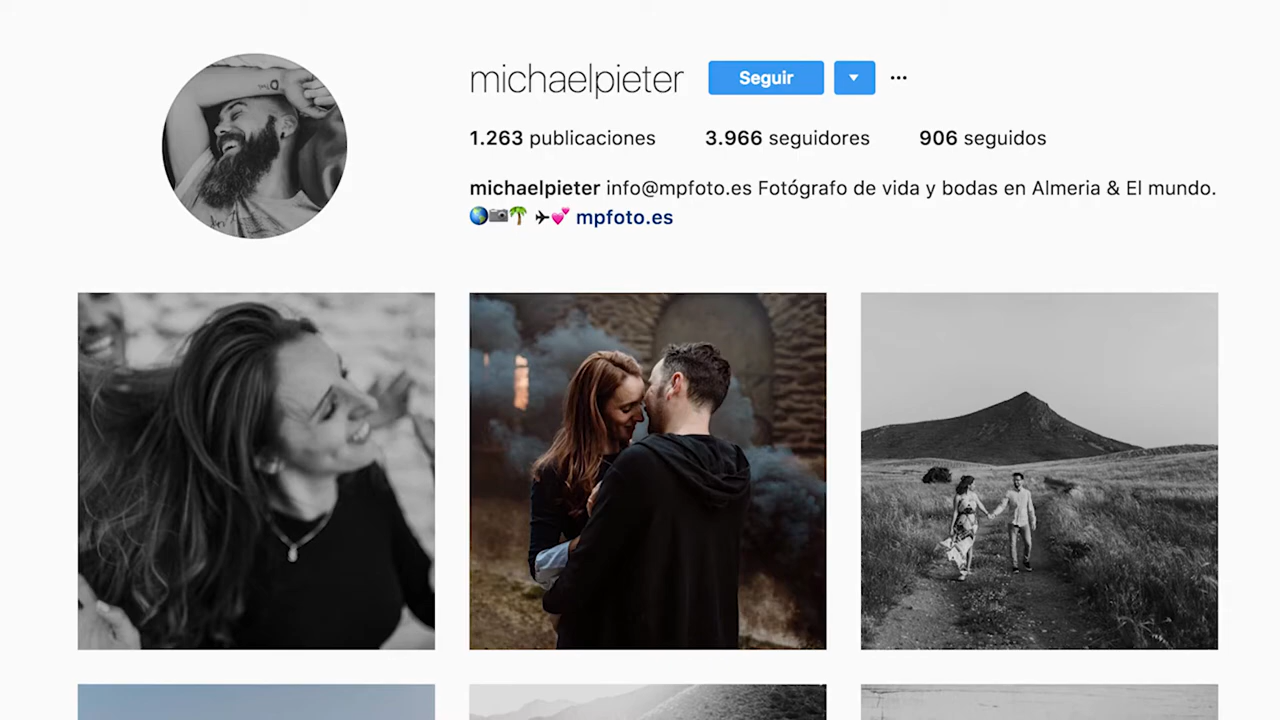 michaelpieter Seguir ...
1.263 publicaciones 3.966 seguidores 906 seguidos
michaelpieter info@mpfoto.es Fotógrafo de vida y bodas en Almeria & El mundo.
🌎📷🌴 ✈💕 mpfoto.es